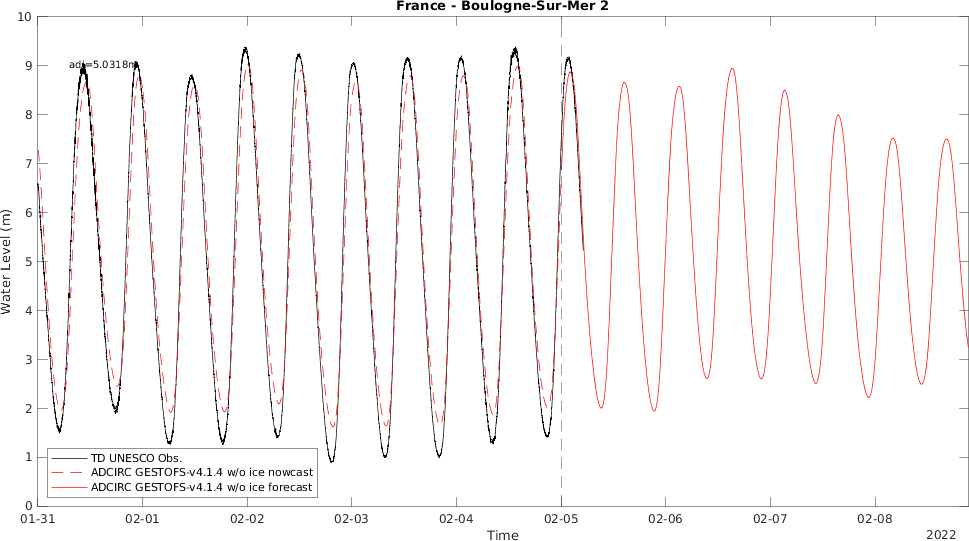 France - Boulogne-Sur-Mer 2
10
9
8
7
6
5
4
3
2
1
0
Water Level (m)
adj=5.0318m
TD UNESCO Obs.
ADCIRC GESTOFS-v4.1.4 w/o ice nowcast
ADCIRC GESTOFS-v4.1.4 w/o ice forecast
01-31 02-01 02-02 02-03 02-04 02-05 02-06 02-07 02-08
Time
2022